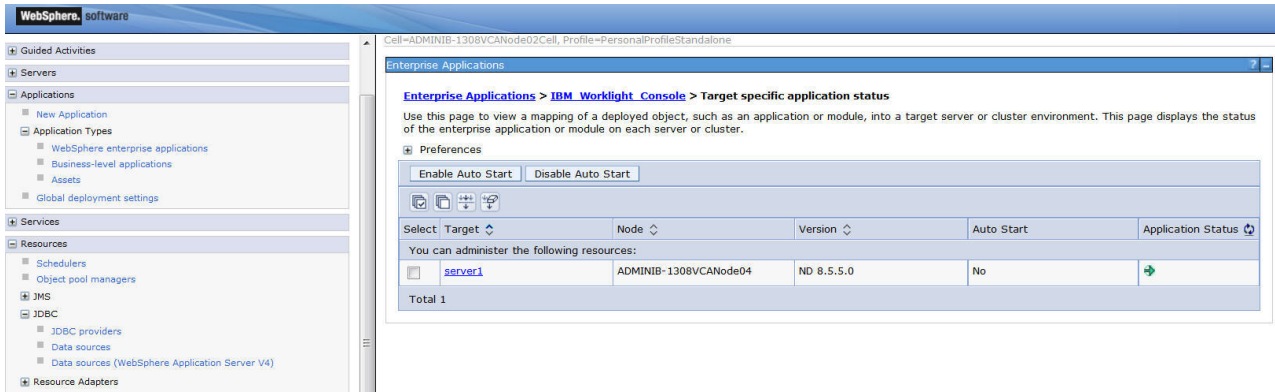 WebSphere. software
Cell=ADMINIB-1308VCANode02Cell, Profile=PersonalProfileStandalone
Guided Activities
Servers
Applications
New Application
Application Types
WebSphere enterprise applications
Business-level applications
Assets
Global deployment settings
Services
Resources
Schedulers
Object pool managers
JMS
JDBC
JDBC providers
Data sources
Data sources (WebSphere Application Server V4)
Resource Adapters
Enterprise Applications ? –
Enterprise Applications > IBM_Worklight_Console > Target specific application status
Use this page to view a mapping of a deployed object, such as an application or module, into a target server or cluster environment. This page displays the status
of the enterprise application or module on each server or cluster.
Preferences
Enable Auto Start Disable Auto Start
Select Target Node Version Auto Start Application Status
You can administer the following resources:
server1 ADMINIB-1308VCANode04 ND 8.5.5.0 No
Total 1